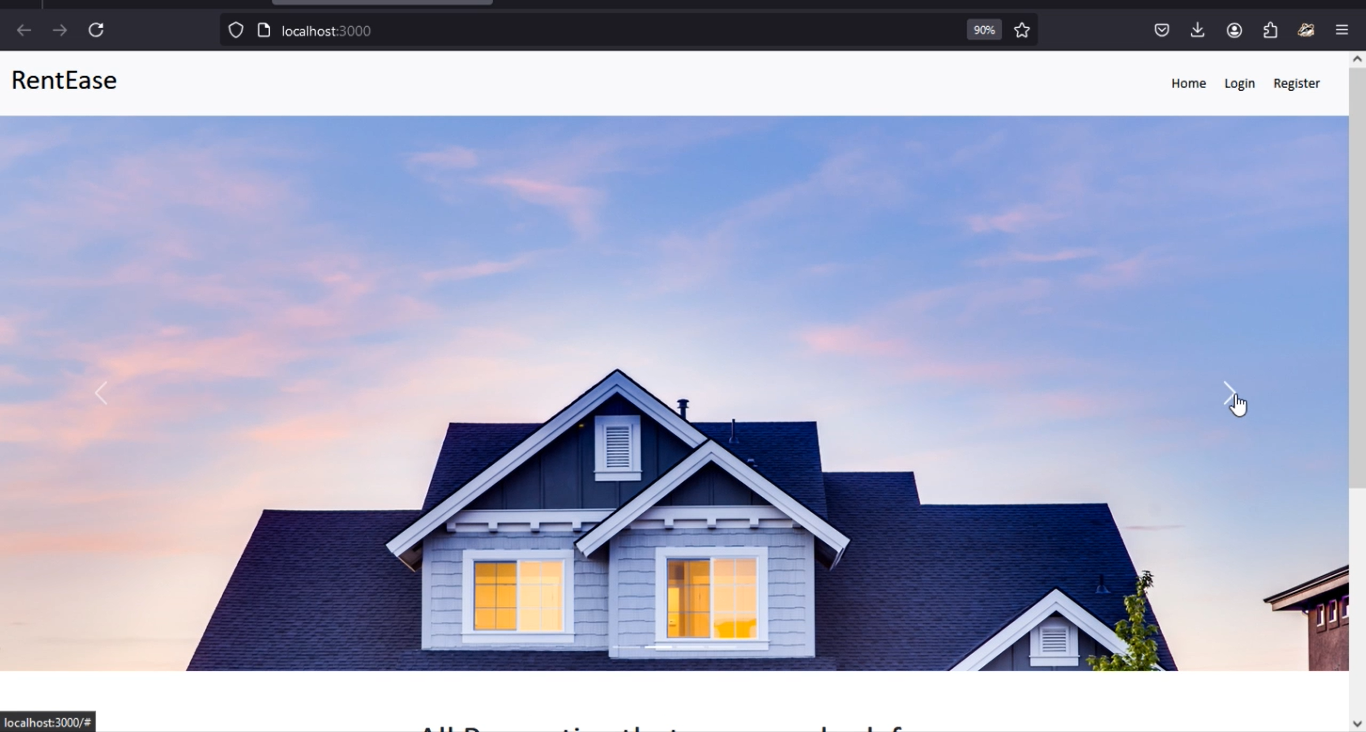 localhost:3000
90%
RentEase
Home Login Register
localhost:3000/#